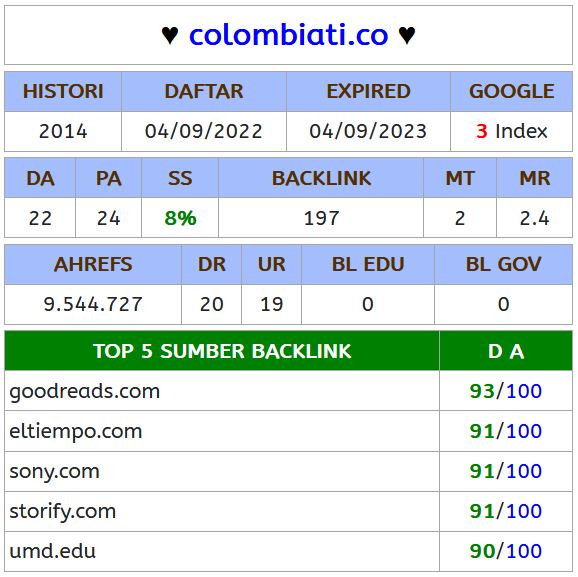 ♥ colombiati.co ♥
HISTORI DAFTAR EXPIRED GOOGLE
2014 04/09/2022 04/09/2023 3 Index
DA PA SS BACKLINK MT MR
22 24 8% 197 2 2.4
AHREFS DR UR BL EDU BL GOV
9.544.727 20 19 0 0
TOP 5 SUMBER BACKLINK D A
goodreads.com 93/100
eltiempo.com 91/100
sony.com 91/100
storify.com 91/100
umd.edu 90/100